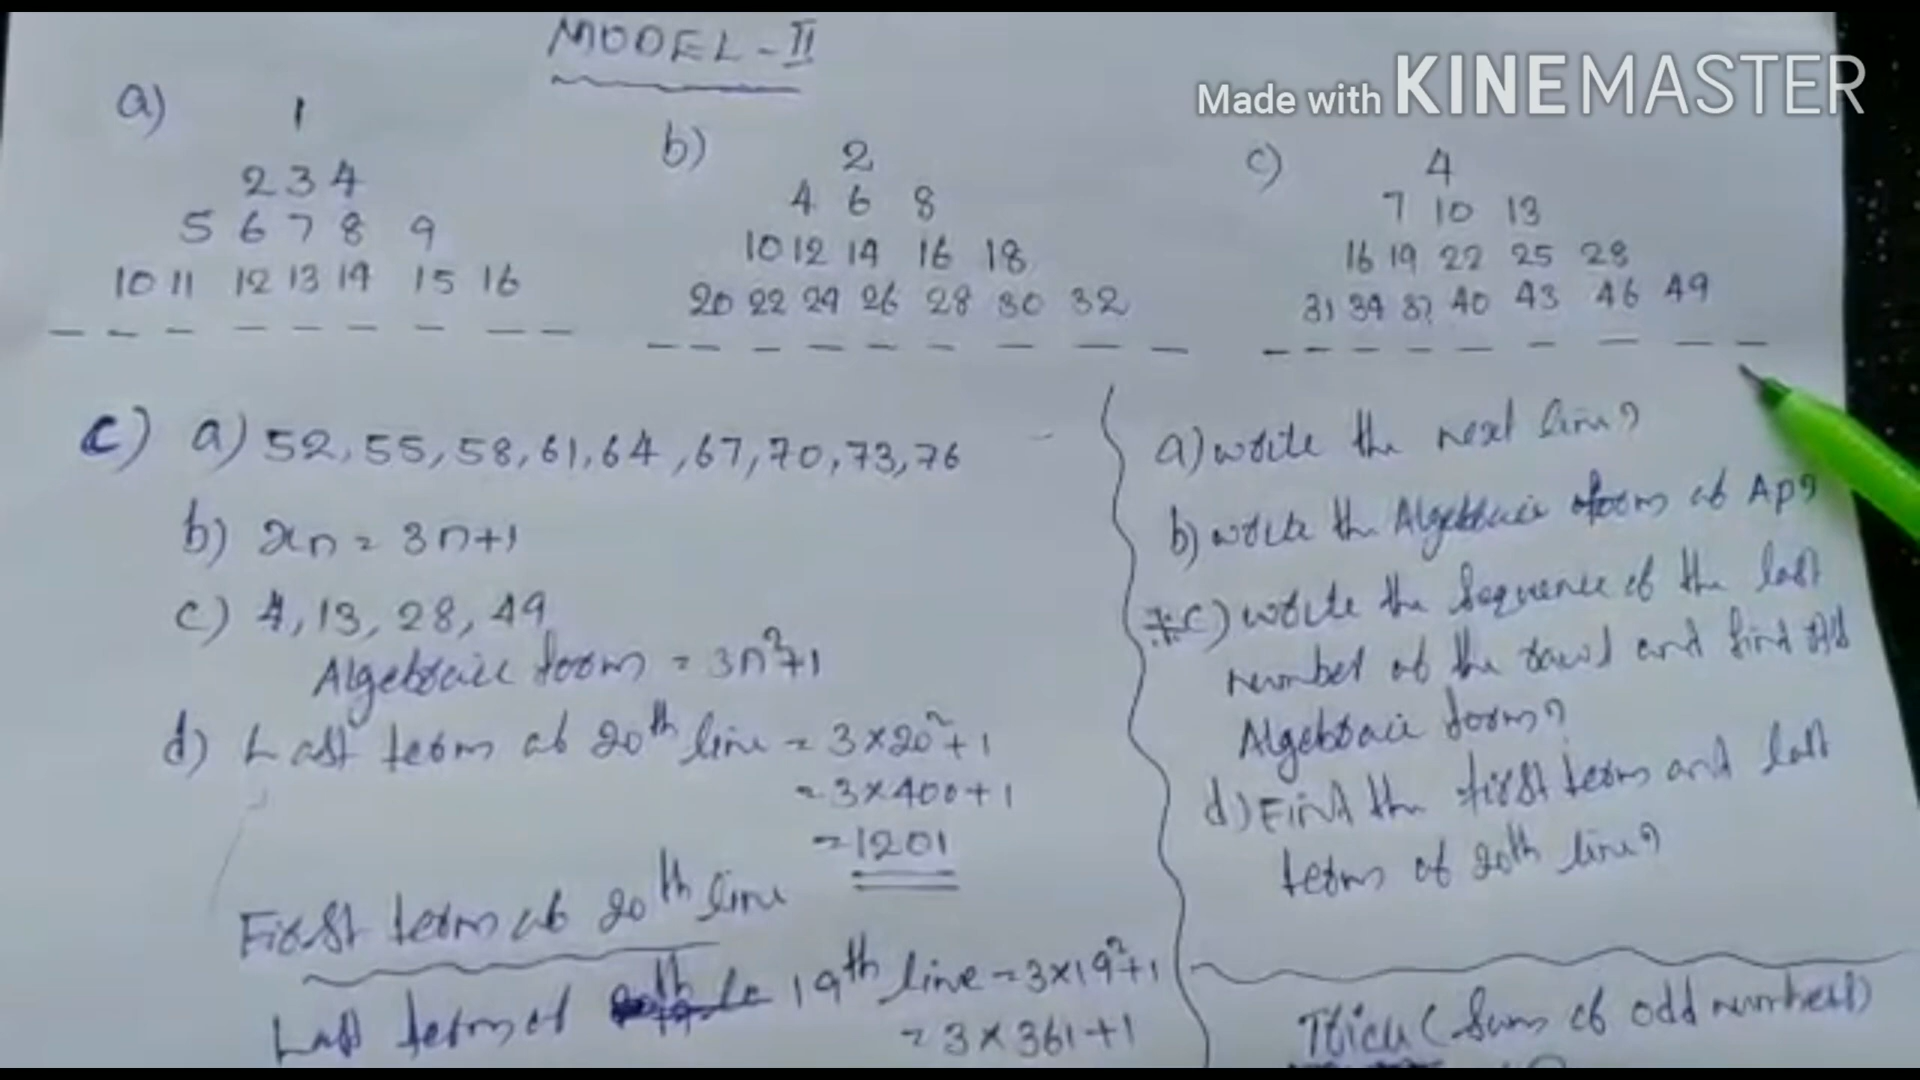 MODEL - II
Made with KINEMASTER
a) 1
2 3 4
5 6 7 8 9
10 11 12 13 14 15 16
b) 2
4 6 8
10 12 14 16 18
20 22 24 26 28 30 32
c) 4
7 10 13
16 19 22 25 28
31 34 37 40 43 46 49
c) a) 52, 55, 58, 61, 64, 67, 70, 73, 76
b) xn = 3n+1
c) 4, 13, 28, 49
Algebraic form = 3n²+1
d) Last term of 20th line = 3×20²+1
= 3×400+1
= 1201
First term of 20th line
Last term of 19th line = 3×19²+1
= 3×361+1
a) write the next line?
b) write the Algebraic form of AP?
*c) write the sequence of the last
number of the rows and find its
Algebraic form?
d) Find the first term and last
term of 20th line?
(Sum of odd numbers)